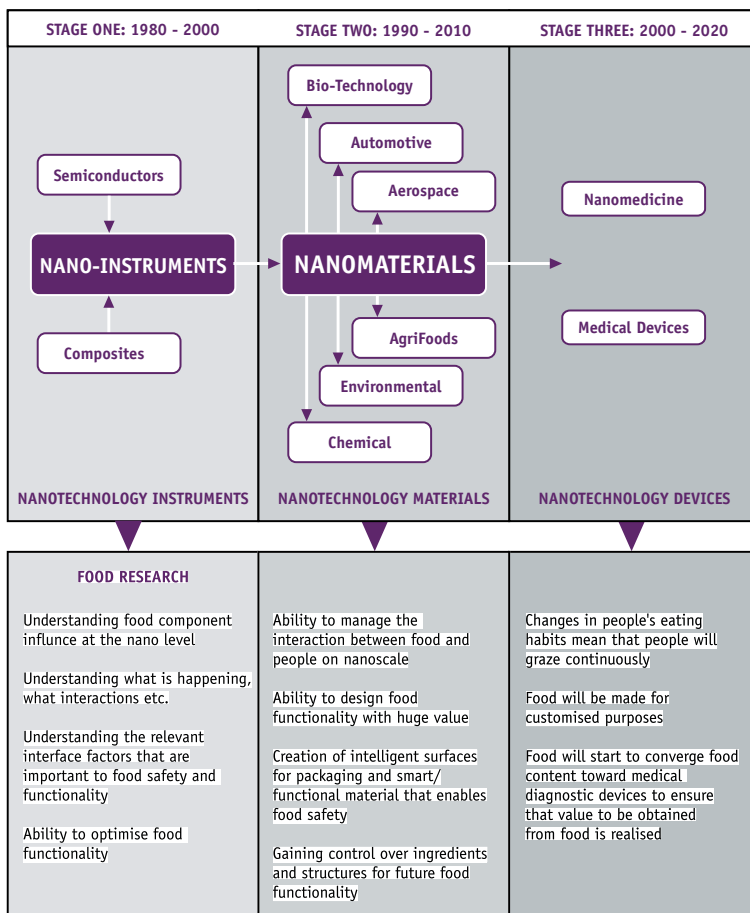 STAGE ONE: 1980 - 2000
STAGE TWO: 1990 - 2010
STAGE THREE: 2000 - 2020
Bio-Technology
Automotive
Semiconductors
Aerospace
Nanomedicine
NANO-INSTRUMENTS
NANOMATERIALS
Composites
AgriFoods
Medical Devices
Environmental
Chemical
NANOTECHNOLOGY INSTRUMENTS
NANOTECHNOLOGY MATERIALS
NANOTECHNOLOGY DEVICES
FOOD RESEARCH
Understanding food component
influnce at the nano level
Understanding what is happening,
what interactions etc.
Understanding the relevant
interface factors that are
important to food safety and
functionality
Ability to optimise food
functionality
Ability to manage the
interaction between food and
people on nanoscale
Ability to design food
functionality with huge value
Creation of intelligent surfaces
for packaging and smart/
functional material that enables
food safety
Gaining control over ingredients
and structures for future food
functionality
Changes in people's eating
habits mean that people will
graze continuously
Food will be made for
customised purposes
Food will start to converge food
content toward medical
diagnostic devices to ensure
that value to be obtained
from food is realised